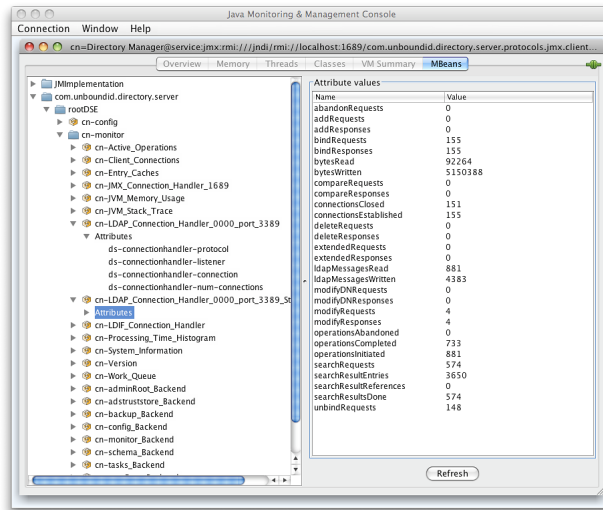 Java Monitoring & Management Console
Connection Window Help
cn=Directory Manager@service:jmx:rmi:///jndi/rmi://localhost:1689/com.unboundid.directory.server.protocols.jmx.client...
Overview Memory Threads Classes VM Summary MBeans
JMImplementation
com.unboundid.directory.server
rootDSE
cn-config
cn-monitor
cn-Active_Operations
cn-Client_Connections
cn-Entry_Caches
cn-JMX_Connection_Handler_1689
cn-JVM_Memory_Usage
cn-JVM_Stack_Trace
cn-LDAP_Connection_Handler_0000_port_3389
Attributes
ds-connectionhandler-protocol
ds-connectionhandler-listener
ds-connectionhandler-connection
ds-connectionhandler-num-connections
cn-LDAP_Connection_Handler_0000_port_3389_St
Attributes
cn-LDIF_Connection_Handler
cn-Processing_Time_Histogram
cn-System_Information
cn-Version
cn-Work_Queue
cn-adminRoot_Backend
cn-adstruststore_Backend
cn-backup_Backend
cn-config_Backend
cn-monitor_Backend
cn-schema_Backend
cn-tasks_Backend
Attribute values
Name Value
abandonRequests 0
addRequests 0
addResponses 0
bindRequests 155
bindResponses 155
bytesRead 92264
bytesWritten 5150388
compareRequests 0
compareResponses 0
connectionsClosed 151
connectionsEstablished 155
deleteRequests 0
deleteResponses 0
extendedRequests 0
extendedResponses 0
ldapMessagesRead 881
ldapMessagesWritten 4383
modifyDNRequests 0
modifyDNResponses 0
modifyRequests 4
modifyResponses 4
operationsAbandoned 0
operationsCompleted 733
operationsInitiated 881
searchRequests 574
searchResultEntries 3650
searchResultReferences 0
searchResultsDone 574
unbindRequests 148
Refresh